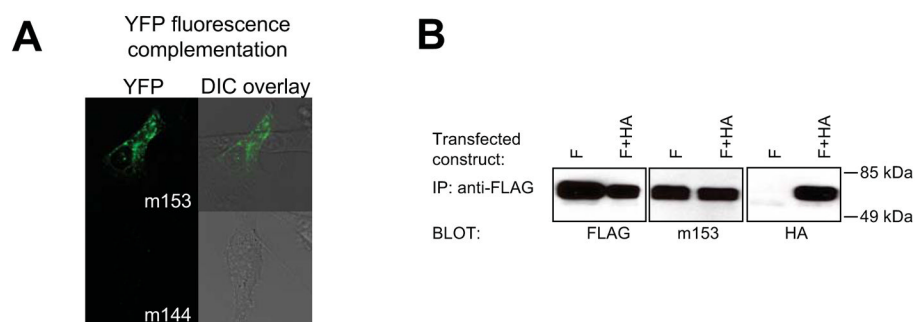 A
YFP fluorescence
complementation
YFP DIC overlay
m153
m144
B
Transfected
construct:
F F+HA F F+HA F F+HA
IP: anti-FLAG
85 kDa
49 kDa
BLOT: FLAG m153 HA